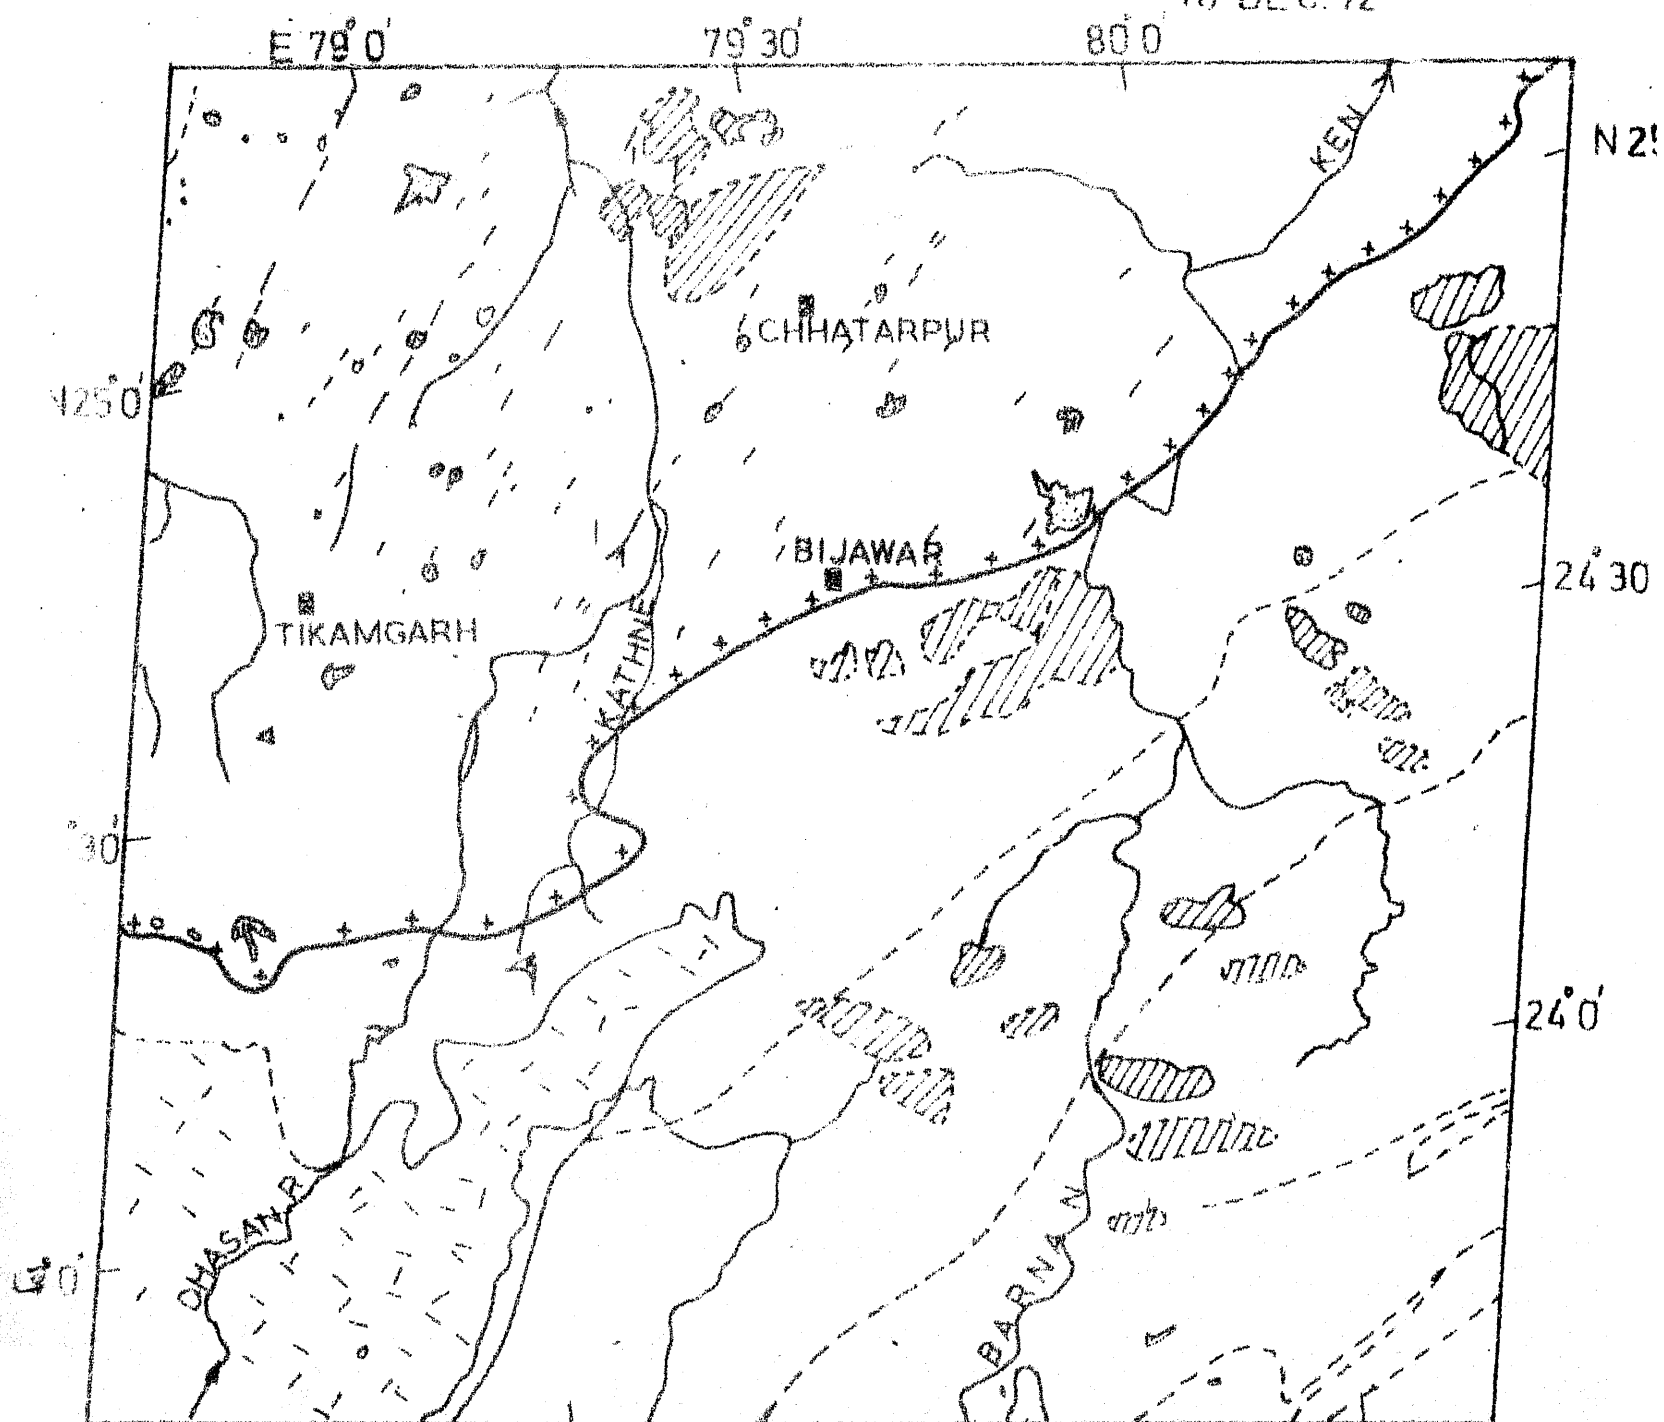 E 79°0'
79°30'
80°0'
KEN
N 25
CHHATARPUR
N25°0'
BIJAWAR
24°30
TIKAMGARH
KATHNE
°30'
24°0'
DHASAN R
BARNA N